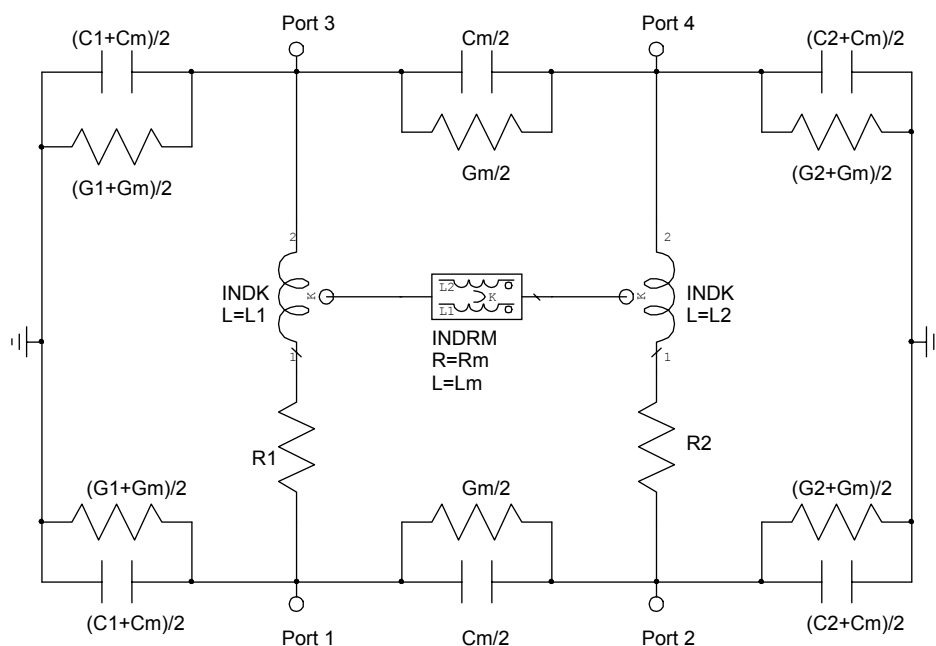 Port 3
Port 4
(C1+Cm)/2
Cm/2
(C2+Cm)/2
(G1+Gm)/2
Gm/2
(G2+Gm)/2
2
2
INDK
L=L1
K
L2
K
L1
K
INDK
L=L2
INDRM
R=Rm
L=Lm
1
1
R1
R2
(G1+Gm)/2
Gm/2
(G2+Gm)/2
(C1+Cm)/2
Port 1
Cm/2
Port 2
(C2+Cm)/2